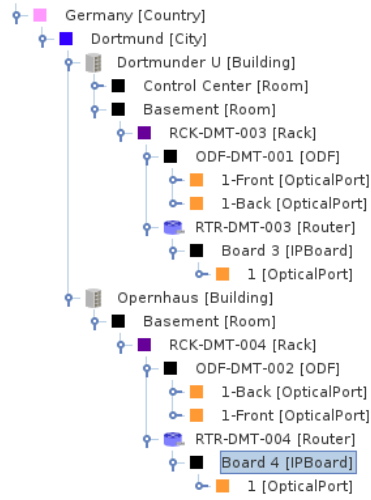 Germany [Country]
Dortmund [City]
Dortmunder U [Building]
Control Center [Room]
Basement [Room]
RCK-DMT-003 [Rack]
ODF-DMT-001 [ODF]
1-Front [OpticalPort]
1-Back [OpticalPort]
RTR-DMT-003 [Router]
Board 3 [IPBoard]
1 [OpticalPort]
Opernhaus [Building]
Basement [Room]
RCK-DMT-004 [Rack]
ODF-DMT-002 [ODF]
1-Back [OpticalPort]
1-Front [OpticalPort]
RTR-DMT-004 [Router]
Board 4 [IPBoard]
1 [OpticalPort]